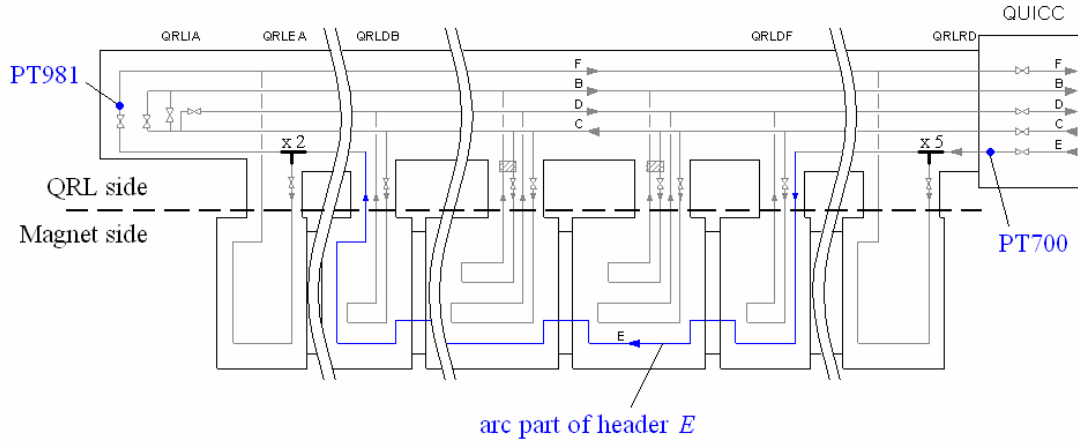 QUICC
QRLIA QRLEA QRLDB QRLDF QRLRD
PT981
F F F
B B B
D D D
C C C
x 2 x 5 E
QRL side
Magnet side
PT700
E
arc part of header E